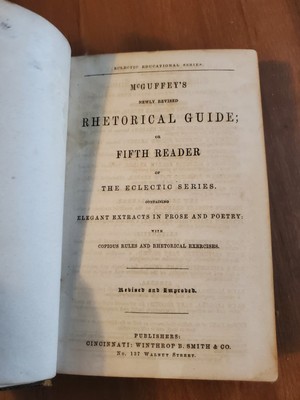 ECLECTIC EDUCATIONAL SERIES.
McGUFFEY'S
NEWLY REVISED
RHETORICAL GUIDE;
OR
FIFTH READER
OF
THE ECLECTIC SERIES.
CONTAINING
ELEGANT EXTRACTS IN PROSE AND POETRY;
WITH
COPIOUS RULES AND RHETORICAL EXERCISES.
Revised and Improved.
PUBLISHERS:
CINCINNATI: WINTHROP B. SMITH & CO.
No. 137 WALNUT STREET.